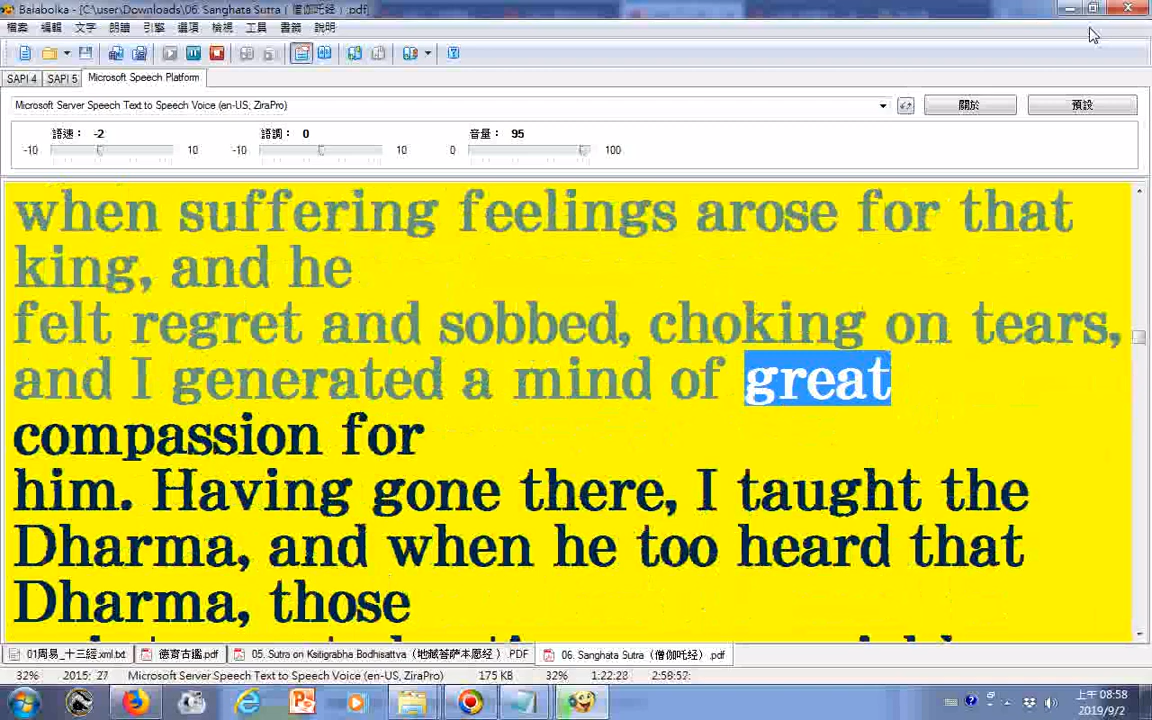 Balabolka - [C:\user\Downloads\06. Sanghata Sutra（僧伽吒经）.pdf]
檔案 編輯 文字 朗讀 引擎 選項 檢視 工具 書籤 說明
SAPI 4 SAPI 5 Microsoft Speech Platform
Microsoft Server Speech Text to Speech Voice (en-US, ZiraPro) 關於 預設
語速： -2 語調： 0 音量： 95
-10 10 -10 10 0 100
when suffering feelings arose for that
king, and he
felt regret and sobbed, choking on tears,
and I generated a mind of great
compassion for
him. Having gone there, I taught the
Dharma, and when he too heard that
Dharma, those
01周易_十三經.xml.txt 德育古鑑.pdf 05. Sutra on Ksitigrabha Bodhisattva（地藏菩萨本愿经）.PDF 06. Sanghata Sutra（僧伽吒经）.pdf
32% 2015: 27 Microsoft Server Speech Text to Speech Voice (en-US, ZiraPro) 175 KB 32% 1:22:23 2:58:52:
上午 08:58
2019/9/2